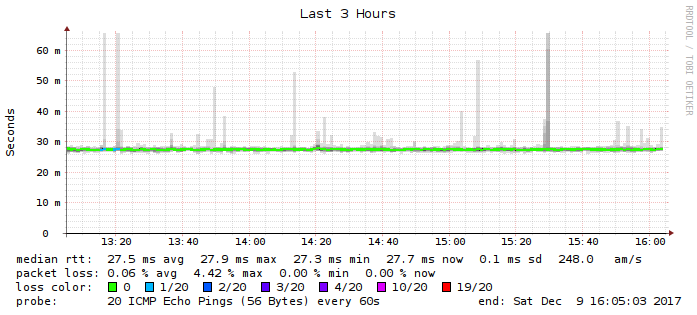 Last 3 Hours
RRDTOOL / TOBI OETIKER
Seconds
60 m
50 m
40 m
30 m
20 m
10 m
0
13:20 13:40 14:00 14:20 14:40 15:00 15:20 15:40 16:00
median rtt: 27.5 ms avg 27.9 ms max 27.3 ms min 27.7 ms now 0.1 ms sd 248.0 am/s
packet loss: 0.06 % avg 4.42 % max 0.00 % min 0.00 % now
loss color: 0 1/20 2/20 3/20 4/20 10/20 19/20
probe: 20 ICMP Echo Pings (56 Bytes) every 60s end: Sat Dec 9 16:05:03 2017